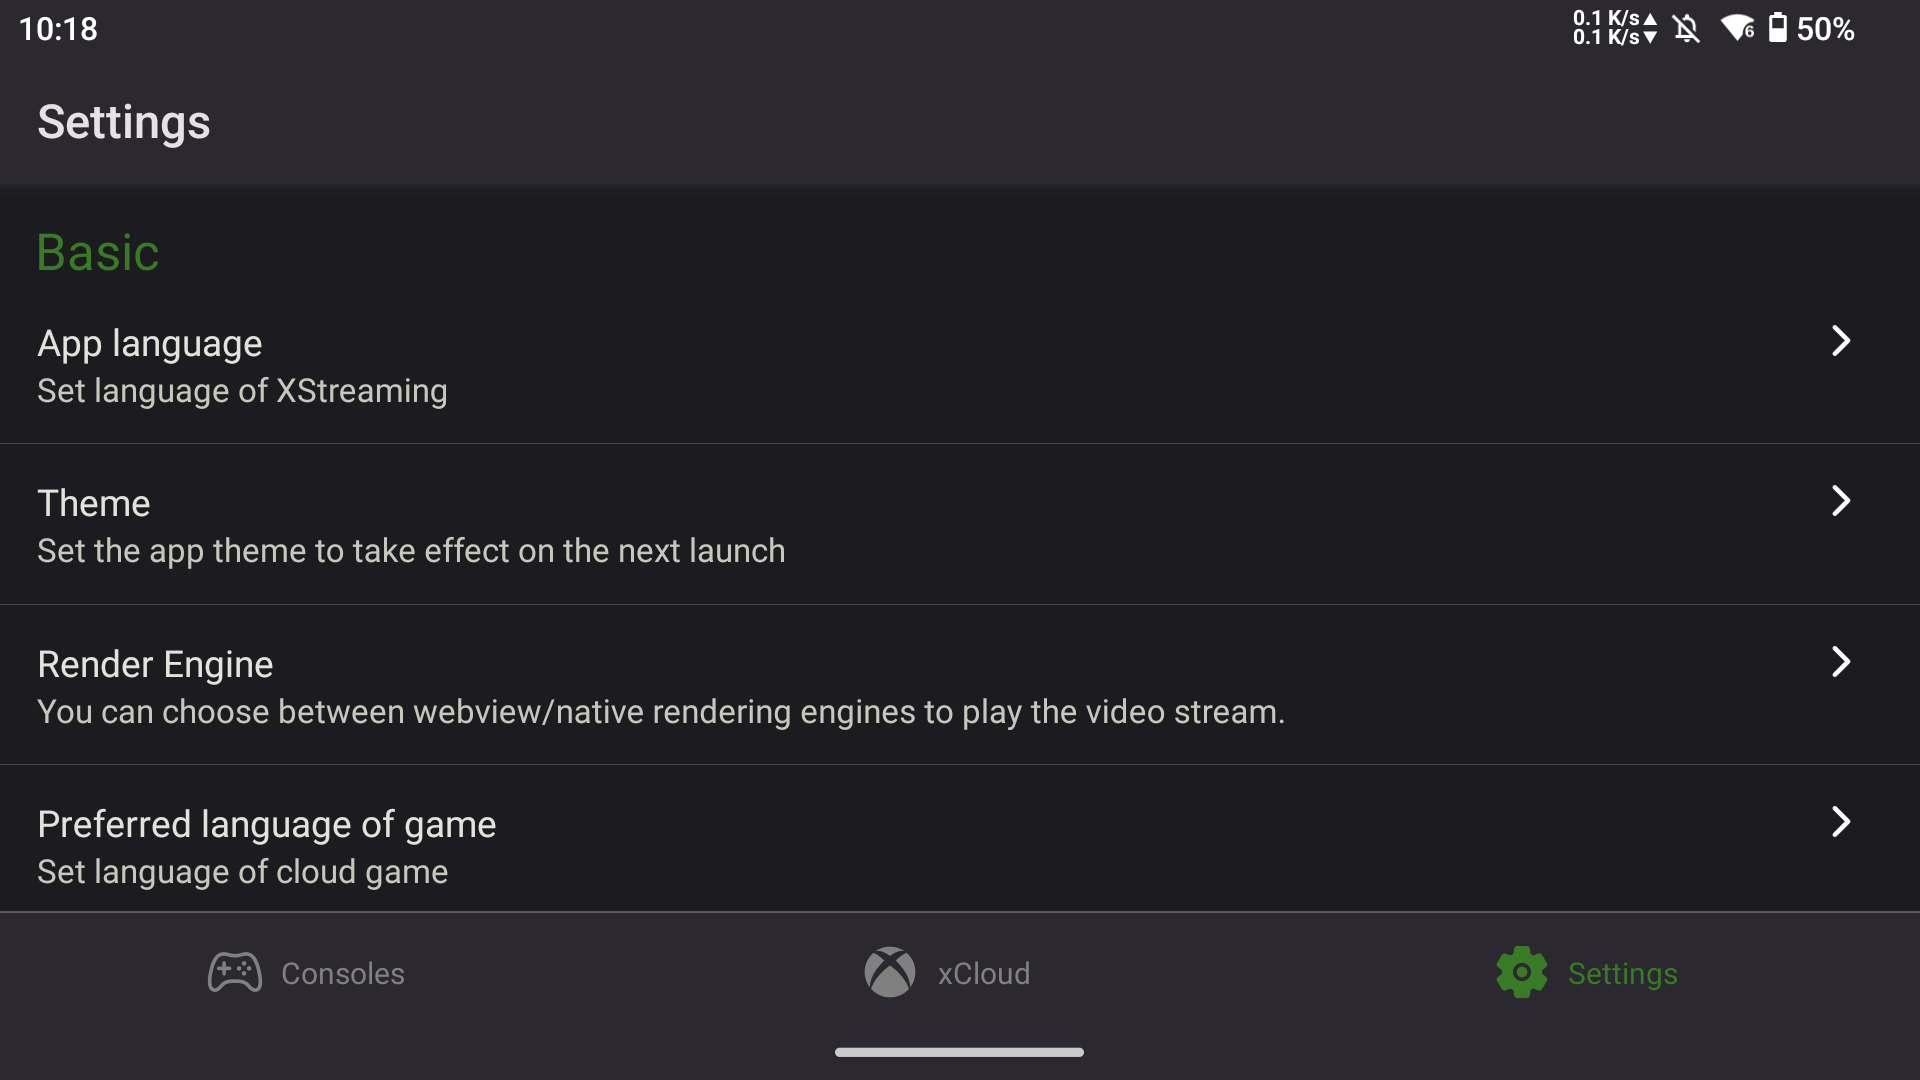 10:18
0.1 K/s
0.1 K/s
6
50%
Settings
Basic
App language
Set language of XStreaming
Theme
Set the app theme to take effect on the next launch
Render Engine
You can choose between webview/native rendering engines to play the video stream.
Preferred language of game
Set language of cloud game
Consoles
xCloud
Settings